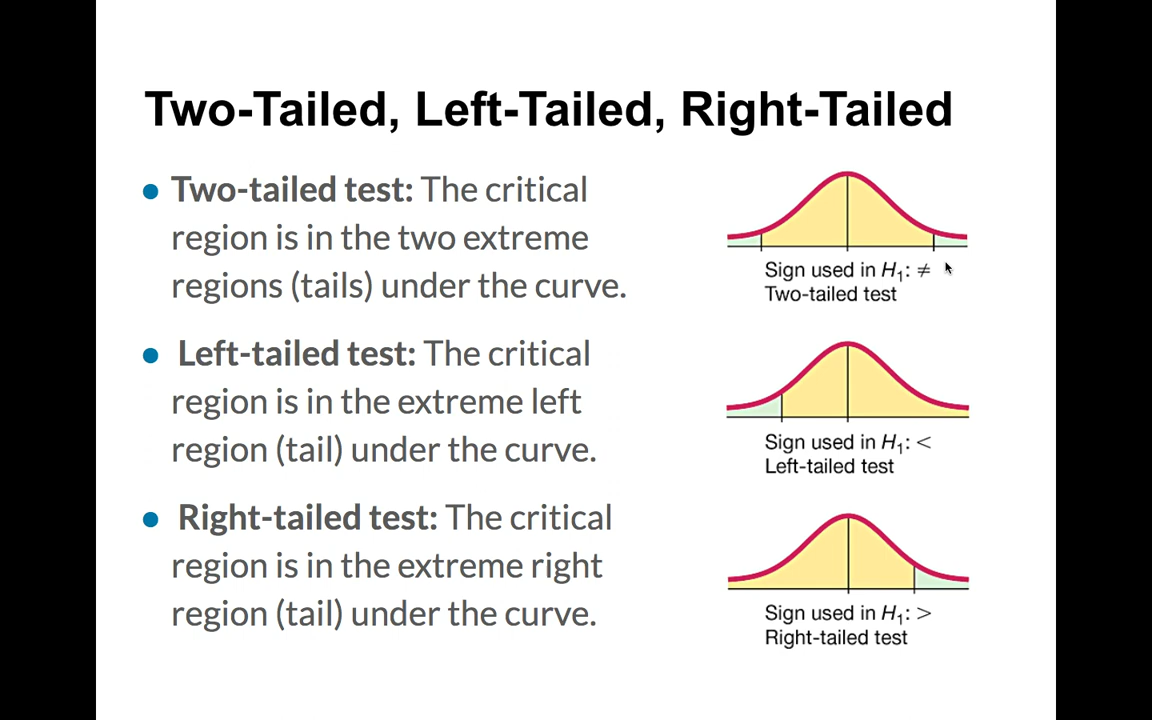 Two-Tailed, Left-Tailed, Right-Tailed
● Two-tailed test: The critical
region is in the two extreme
regions (tails) under the curve.
● Left-tailed test: The critical
region is in the extreme left
region (tail) under the curve.
● Right-tailed test: The critical
region is in the extreme right
region (tail) under the curve.
Sign used in H₁: ≠
Two-tailed test
Sign used in H₁: <
Left-tailed test
Sign used in H₁: >
Right-tailed test